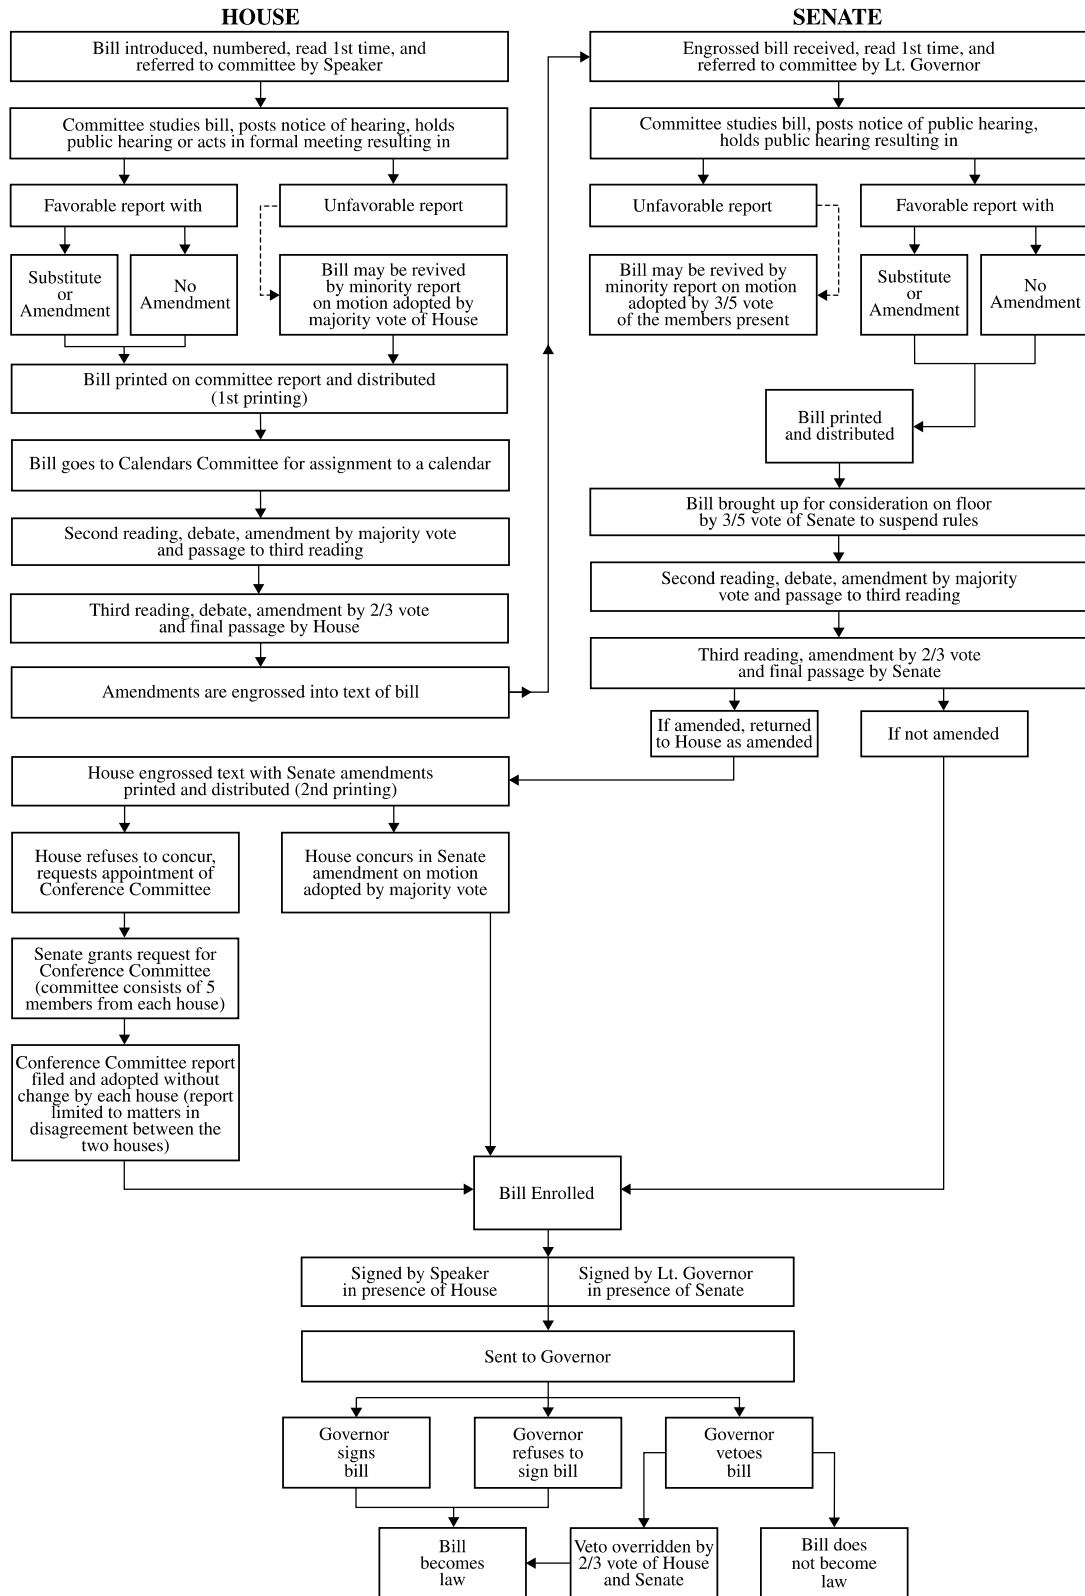 HOUSE
Bill introduced, numbered, read 1st time, and
referred to committee by Speaker
Committee studies bill, posts notice of hearing, holds
public hearing or acts in formal meeting resulting in
Favorable report with
Unfavorable report
Substitute
or
Amendment
No
Amendment
Bill may be revived
by minority report
on motion adopted by
majority vote of House
Bill printed on committee report and distributed
(1st printing)
Bill goes to Calendars Committee for assignment to a calendar
Second reading, debate, amendment by majority vote
and passage to third reading
Third reading, debate, amendment by 2/3 vote
and final passage by House
Amendments are engrossed into text of bill
SENATE
Engrossed bill received, read 1st time, and
referred to committee by Lt. Governor
Committee studies bill, posts notice of public hearing,
holds public hearing resulting in
Unfavorable report
Favorable report with
Bill may be revived by
minority report on motion
adopted by 3/5 vote
of the members present
Substitute
or
Amendment
No
Amendment
Bill printed
and distributed
Bill brought up for consideration on floor
by 3/5 vote of Senate to suspend rules
Second reading, debate, amendment by majority
vote and passage to third reading
Third reading, amendment by 2/3 vote
and final passage by Senate
If amended, returned
to House as amended
If not amended
House engrossed text with Senate amendments
printed and distributed (2nd printing)
House refuses to concur,
requests appointment of
Conference Committee
House concurs in Senate
amendment on motion
adopted by majority vote
Senate grants request for
Conference Committee
(committee consists of 5
members from each house)
Conference Committee report
filed and adopted without
change by each house (report
limited to matters in
disagreement between the
two houses)
Bill Enrolled
Signed by Speaker
in presence of House
Signed by Lt. Governor
in presence of Senate
Sent to Governor
Governor
signs
bill
Governor
refuses to
sign bill
Governor
vetoes
bill
Bill
becomes
law
Veto overridden by
2/3 vote of House
and Senate
Bill does
not become
law